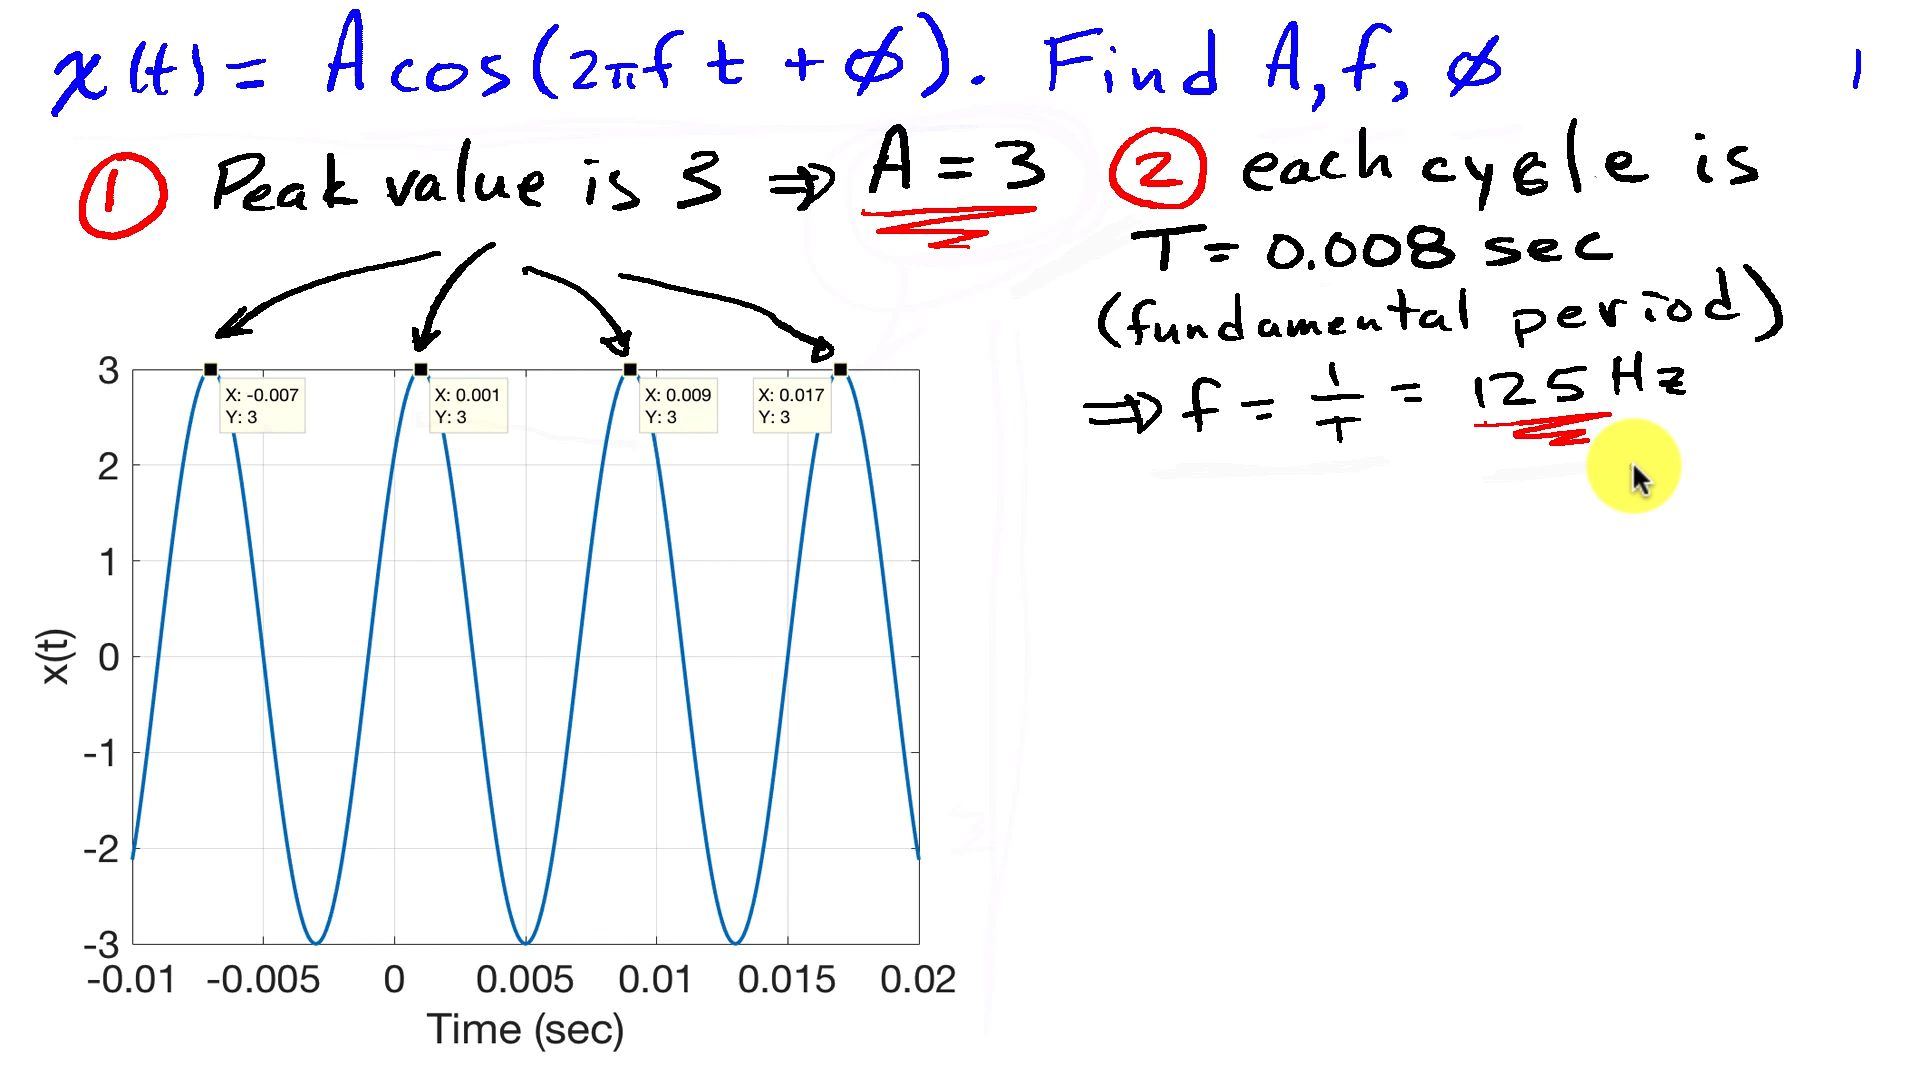 x(t) = A cos(2πf t + ϕ). Find A, f, ϕ
1
① Peak value is 3 ⇒ A = 3
② each cycle is
T = 0.008 sec
(fundamental period)
⇒ f = 1/T = 125 Hz
X: -0.007
Y: 3
X: 0.001
Y: 3
X: 0.009
Y: 3
X: 0.017
Y: 3
3
2
1
0
-1
-2
-3
x(t)
-0.01 -0.005 0 0.005 0.01 0.015 0.02
Time (sec)